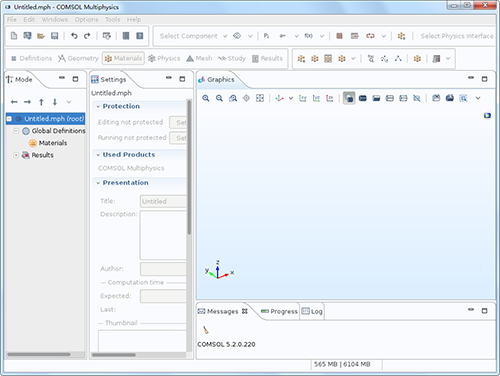 Untitled.mph - COMSOL Multiphysics
File Edit Windows Options Tools Help
Select Component Select Physics Interface
Definitions Geometry Materials Physics Mesh Study Results
Mode
Untitled.mph (root)
Global Definitions
Materials
Results
Settings
Untitled.mph
Protection
Editing not protected Set
Running not protected Set
Used Products
COMSOL Multiphysics
Presentation
Title: Untitled
Description:
Author:
Computation time
Expected:
Last:
Thumbnail
Graphics
z
y x
Messages Progress Log
COMSOL 5.2.0.220
565 MB | 6104 MB